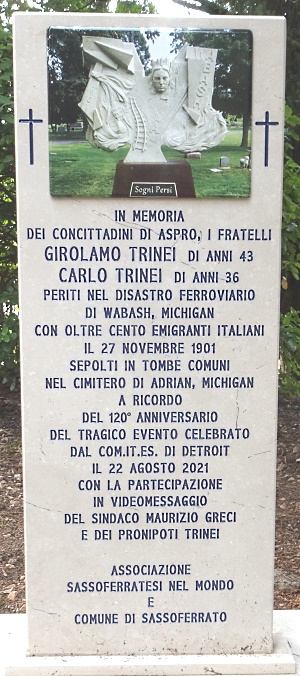 Sogni Persi
IN MEMORIA
DEI CONCITTADINI DI ASPRO, I FRATELLI
GIROLAMO TRINEI DI ANNI 43
CARLO TRINEI DI ANNI 36
PERITI NEL DISASTRO FERROVIARIO
DI WABASH, MICHIGAN
CON OLTRE CENTO EMIGRANTI ITALIANI
IL 27 NOVEMBRE 1901
SEPOLTI IN TOMBE COMUNI
NEL CIMITERO DI ADRIAN, MICHIGAN
A RICORDO
DEL 120° ANNIVERSARIO
DEL TRAGICO EVENTO CELEBRATO
DAL COM.IT.ES. DI DETROIT
IL 22 AGOSTO 2021
CON LA PARTECIPAZIONE
IN VIDEOMESSAGGIO
DEL SINDACO MAURIZIO GRECI
E DEI PRONIPOTI TRINEI
ASSOCIAZIONE
SASSOFERRATESI NEL MONDO
E
COMUNE DI SASSOFERRATO